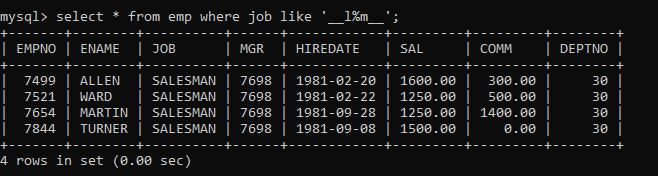 mysql> select * from emp where job like '__l%m__';
+-------+--------+----------+------+------------+---------+---------+--------+
| EMPNO | ENAME  | JOB      | MGR  | HIREDATE   | SAL     | COMM    | DEPTNO |
+-------+--------+----------+------+------------+---------+---------+--------+
|  7499 | ALLEN  | SALESMAN | 7698 | 1981-02-20 | 1600.00 |  300.00 |     30 |
|  7521 | WARD   | SALESMAN | 7698 | 1981-02-22 | 1250.00 |  500.00 |     30 |
|  7654 | MARTIN | SALESMAN | 7698 | 1981-09-28 | 1250.00 | 1400.00 |     30 |
|  7844 | TURNER | SALESMAN | 7698 | 1981-09-08 | 1500.00 |    0.00 |     30 |
+-------+--------+----------+------+------------+---------+---------+--------+
4 rows in set (0.00 sec)